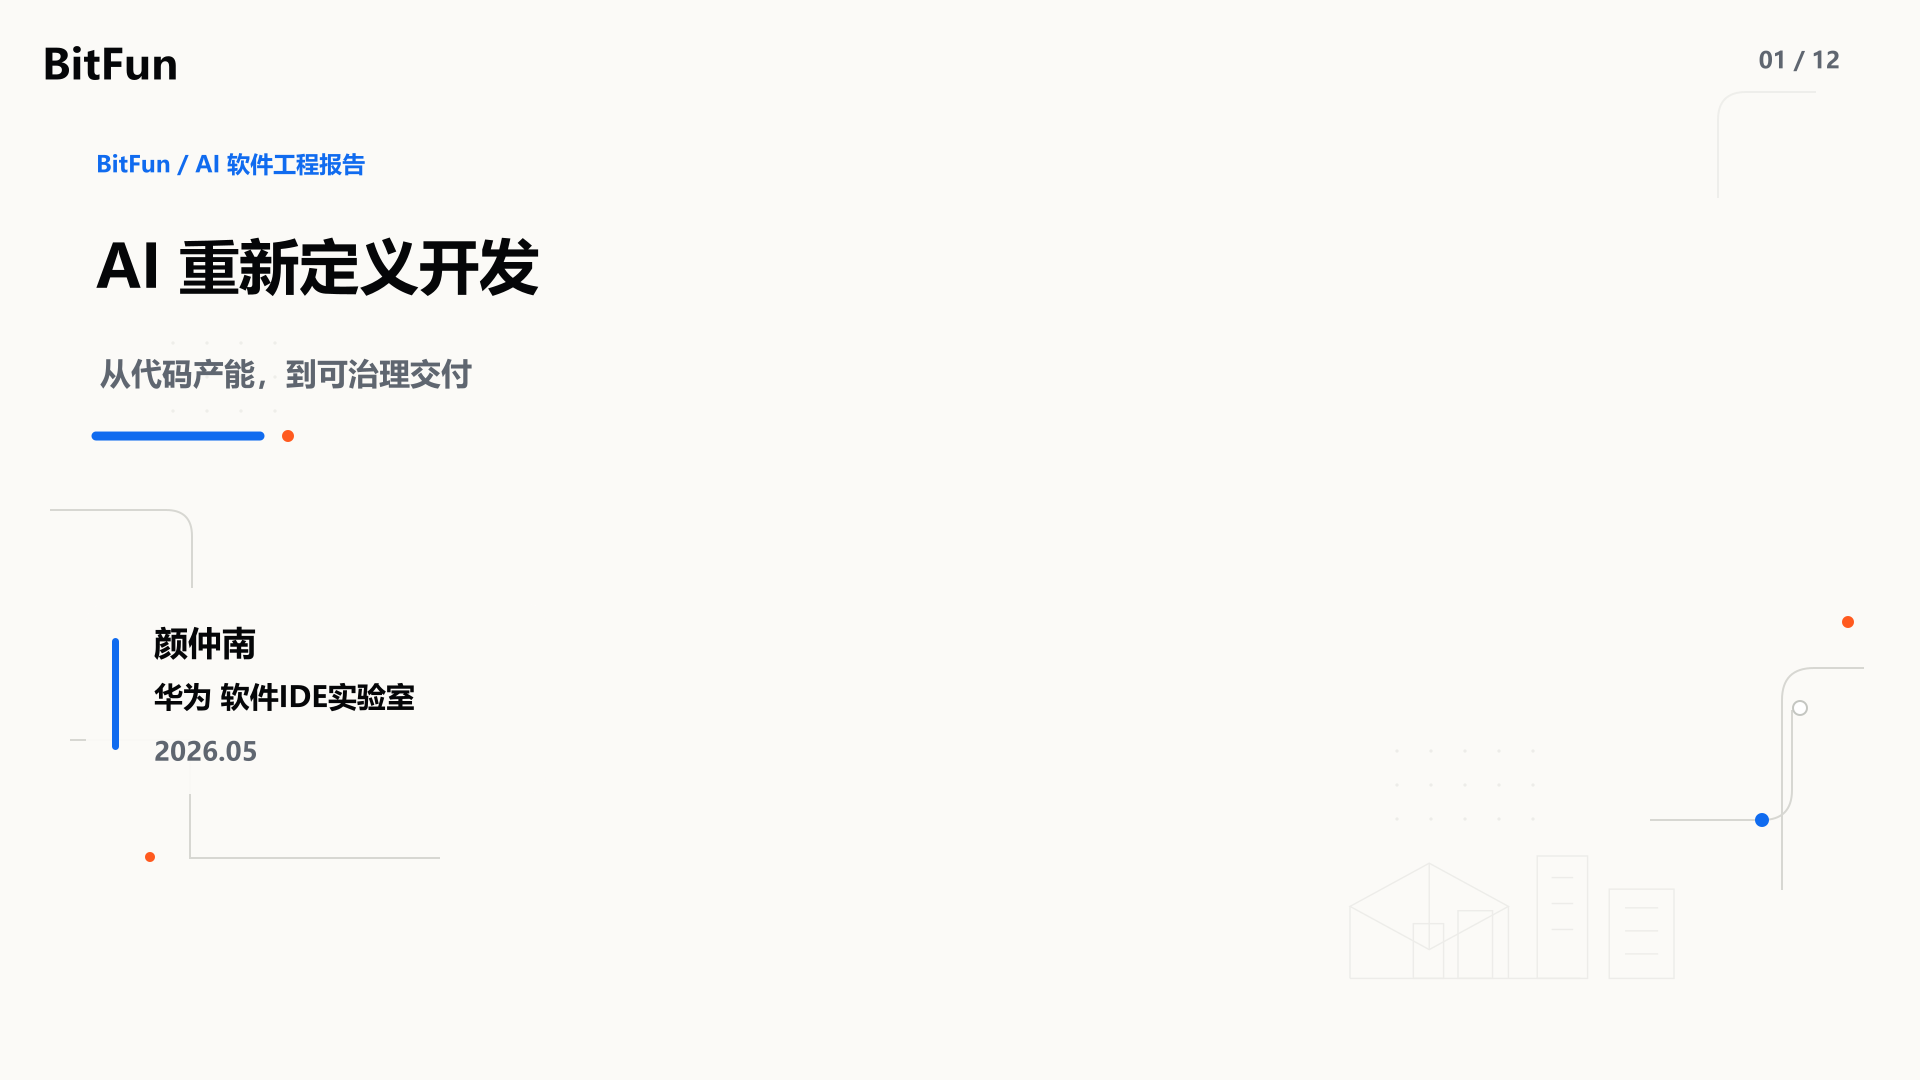 BitFun
01 / 12
BitFun / AI 软件工程报告
AI 重新定义开发
从代码产能，到可治理交付
颜仲南
华为 软件IDE实验室
2026.05